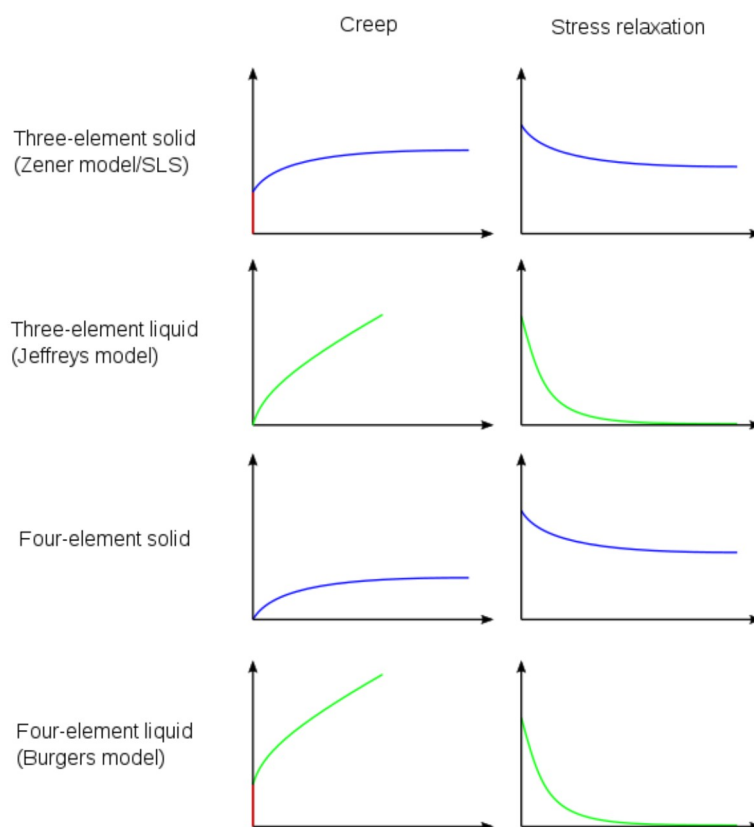 Creep
Stress relaxation
Three-element solid
(Zener model/SLS)
Three-element liquid
(Jeffreys model)
Four-element solid
Four-element liquid
(Burgers model)